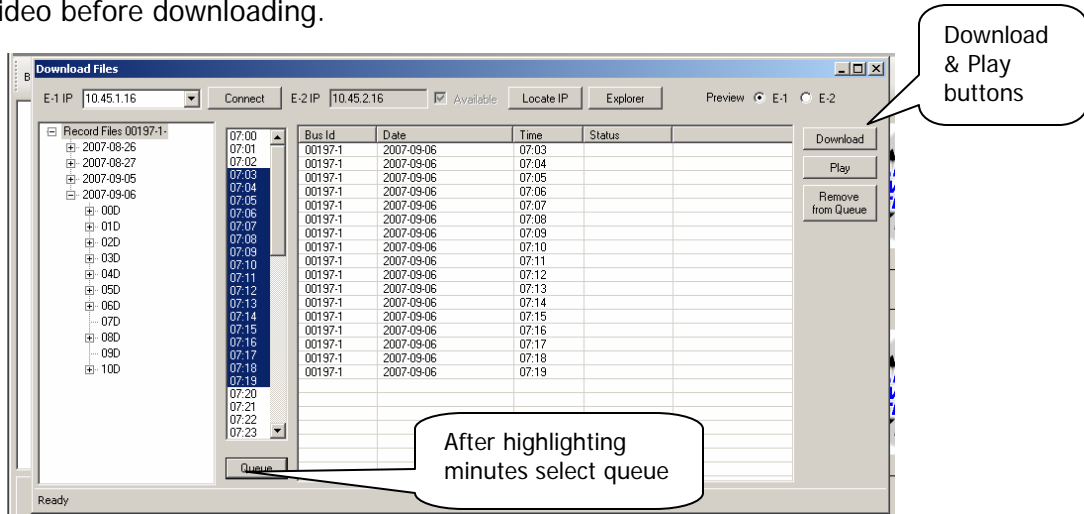 ideo before downloading.
Download
& Play
buttons
B
Download Files
E-1 IP 10.45.1.16 Connect E-2 IP 10.45.2.16 Available Locate IP Explorer Preview E-1 E-2
Record Files 00197-1-
2007-08-26
2007-08-27
2007-09-05
2007-09-06
00D
01D
02D
03D
04D
05D
06D
07D
08D
09D
10D
07:00
07:01
07:02
07:03
07:04
07:05
07:06
07:07
07:08
07:09
07:10
07:11
07:12
07:13
07:14
07:15
07:16
07:17
07:18
07:19
07:20
07:21
07:22
07:23
Queue
Bus Id Date Time Status
00197-1 2007-09-06 07:03
00197-1 2007-09-06 07:04
00197-1 2007-09-06 07:05
00197-1 2007-09-06 07:06
00197-1 2007-09-06 07:07
00197-1 2007-09-06 07:08
00197-1 2007-09-06 07:09
00197-1 2007-09-06 07:10
00197-1 2007-09-06 07:11
00197-1 2007-09-06 07:12
00197-1 2007-09-06 07:13
00197-1 2007-09-06 07:14
00197-1 2007-09-06 07:15
00197-1 2007-09-06 07:16
00197-1 2007-09-06 07:17
00197-1 2007-09-06 07:18
00197-1 2007-09-06 07:19
Download
Play
Remove
from Queue
After highlighting
minutes select queue
Ready